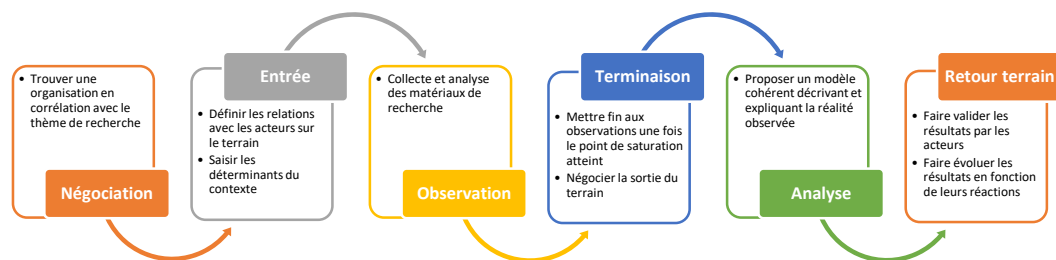 • Trouver une
organisation en
corrélation avec le
thème de recherche
Négociation
Entrée
• Définir les relations
avec les acteurs sur
le terrain
• Saisir les
déterminants du
contexte
• Collecte et analyse
des matériaux de
recherche
Observation
Terminaison
• Mettre fin aux
observations une fois
le point de saturation
atteint
• Négocier la sortie du
terrain
• Proposer un modèle
cohérent décrivant et
expliquant la réalité
observée
Analyse
Retour terrain
• Faire valider les
résultats par les
acteurs
• Faire évoluer les
résultats en fonction
de leurs réactions